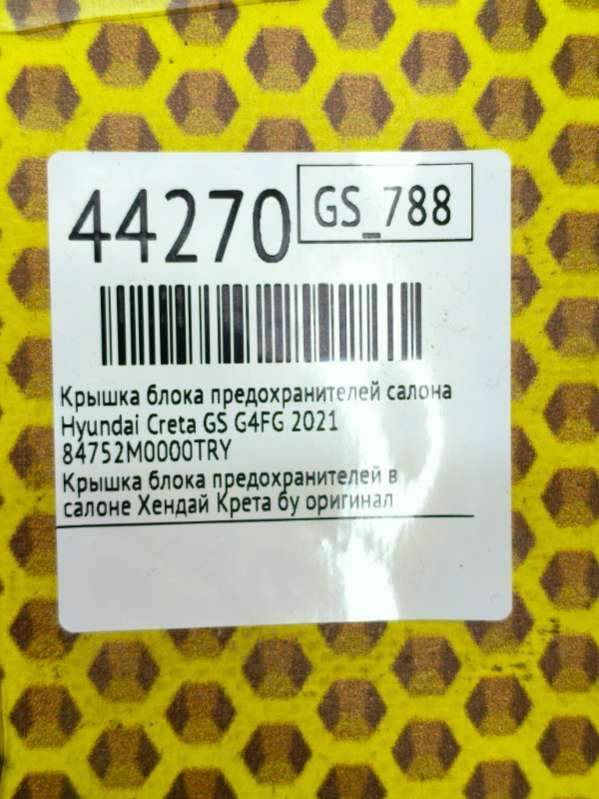 44270
GS_788
Крышка блока предохранителей салона
Hyundai Creta GS G4FG 2021
84752M0000TRY
Крышка блока предохранителей в
салоне Хендай Крета бу оригинал